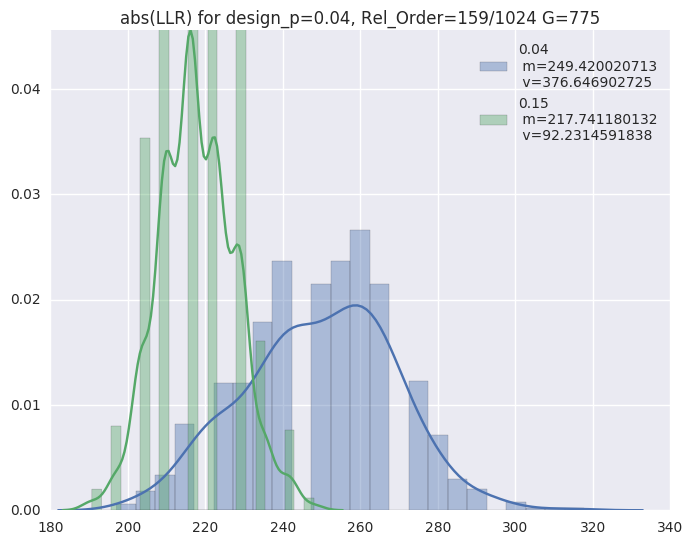 abs(LLR) for design_p=0.04, Rel_Order=159/1024 G=775
0.04
m=249.420020713
v=376.646902725
0.15
m=217.741180132
v=92.2314591838
0.04
0.03
0.02
0.01
0.00
180 200 220 240 260 280 300 320 340